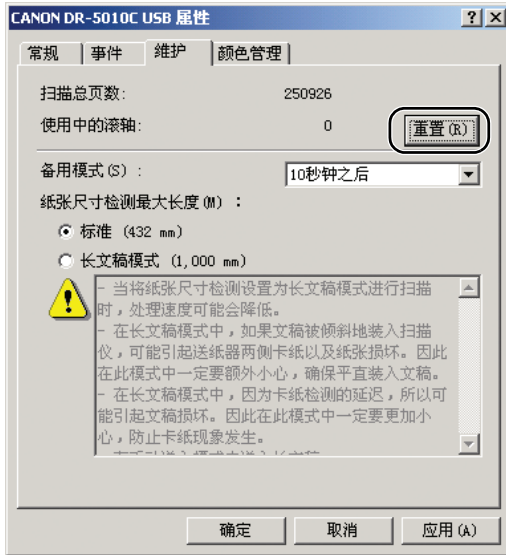 CANON DR-5010C USB 属性
常规 事件 维护 颜色管理
扫描总页数: 250926
使用中的滚轴: 0 重置(R)
备用模式(S) : 10秒钟之后
纸张尺寸检测最大长度(M) :
标准 (432 mm)
长文稿模式 (1,000 mm)
- 当将纸张尺寸检测设置为长文稿模式进行扫描
时,处理速度可能会降低。
- 在长文稿模式中,如果文稿被倾斜地装入扫描
仪,可能引起送纸器两侧卡纸以及纸张损坏。因此
在此模式中一定要额外小心,确保平直装入文稿。
- 在长文稿模式中,因为卡纸检测的延迟,所以可
能引起文稿损坏。因此在此模式中一定要更加小
心,防止卡纸现象发生。
确定 取消 应用(A)